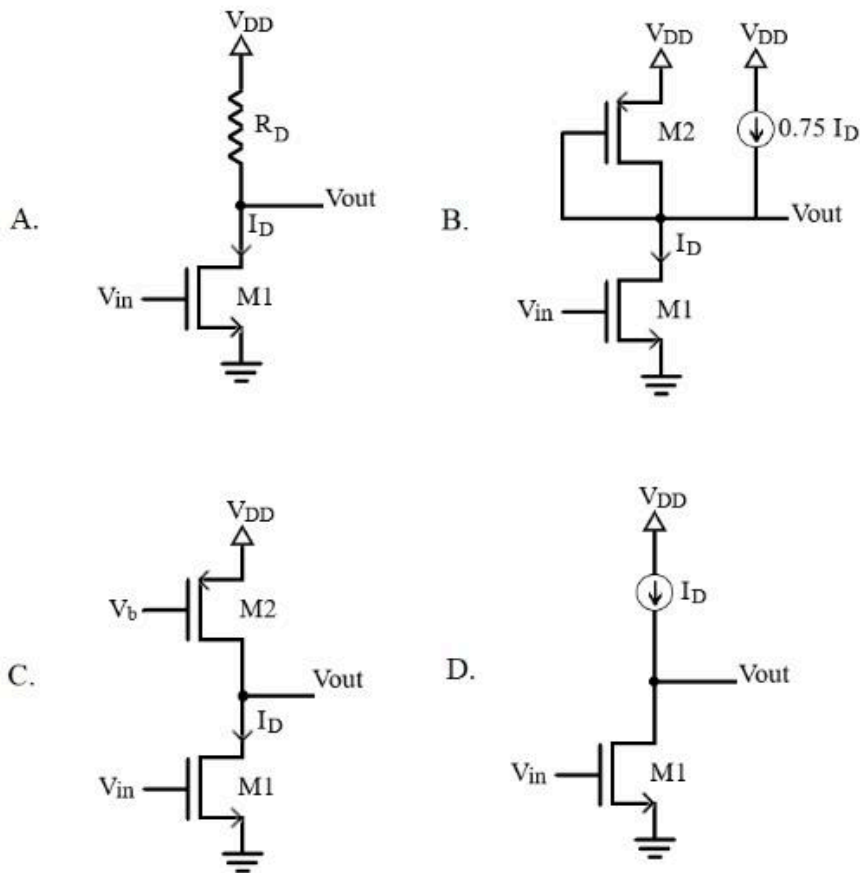 A.
VDD
RD
Vout
ID
Vin
M1
B.
VDD
VDD
M2
0.75 ID
Vout
ID
Vin
M1
C.
VDD
Vb
M2
Vout
ID
Vin
M1
D.
VDD
ID
Vout
Vin
M1